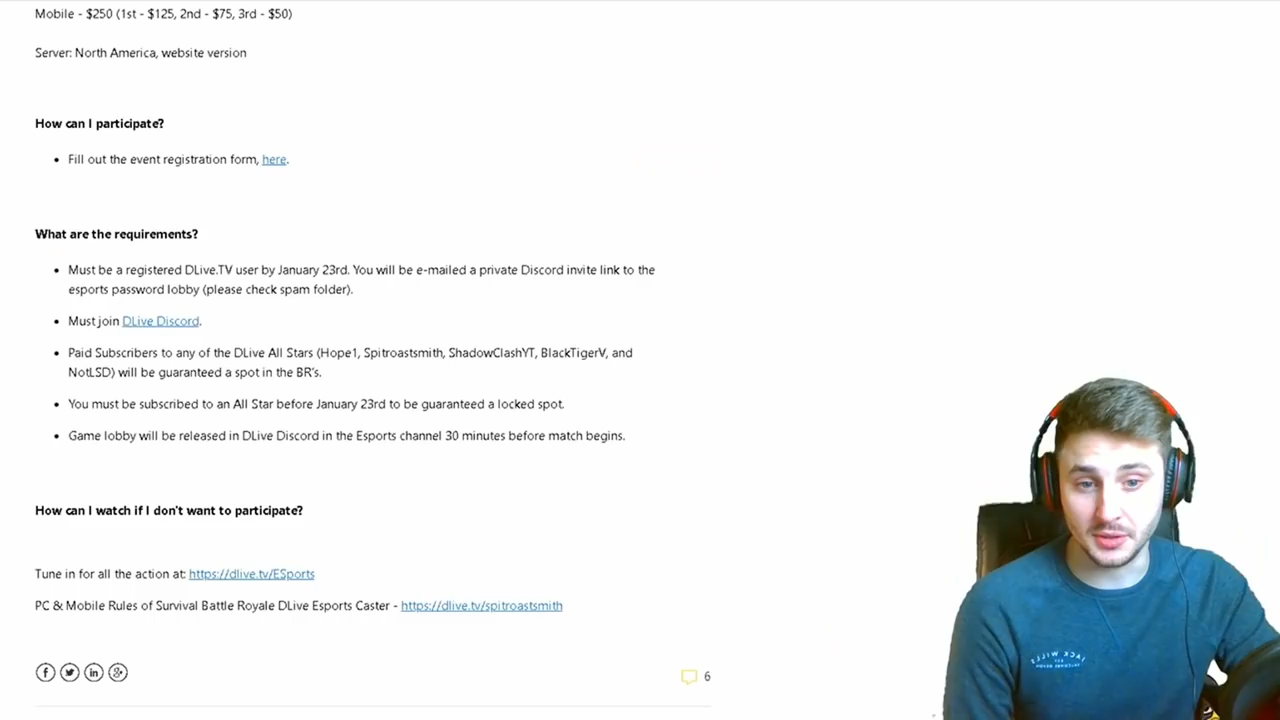 Mobile - $250 (1st - $125, 2nd - $75, 3rd - $50)
Server: North America, website version
How can I participate?
• Fill out the event registration form, here.
What are the requirements?
• Must be a registered DLive.TV user by January 23rd. You will be e-mailed a private Discord invite link to the
esports password lobby (please check spam folder).
• Must join DLive Discord.
• Paid Subscribers to any of the DLive All Stars (Hope1, Spitroastsmith, ShadowClashYT, BlackTigerV, and
NotLSD) will be guaranteed a spot in the BR's.
• You must be subscribed to an All Star before January 23rd to be guaranteed a locked spot.
• Game lobby will be released in DLive Discord in the Esports channel 30 minutes before match begins.
How can I watch if I don't want to participate?
Tune in for all the action at: https://dlive.tv/ESports
PC & Mobile Rules of Survival Battle Royale DLive Esports Caster - https://dlive.tv/spitroastsmith
6
JACK WILLS